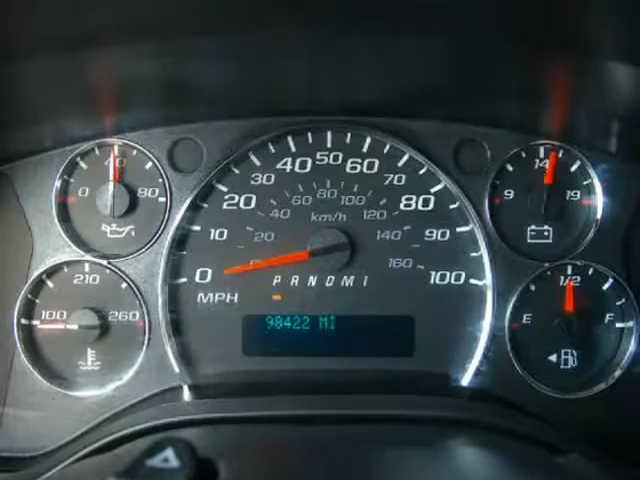 0 40 80
100 210 260
0 10 20 30 40 50 60 70 80 90 100
20 40 60 80 100 120 140 160
km/h
MPH
PRNDM1
98422 MI
9 14 19
E 1/2 F